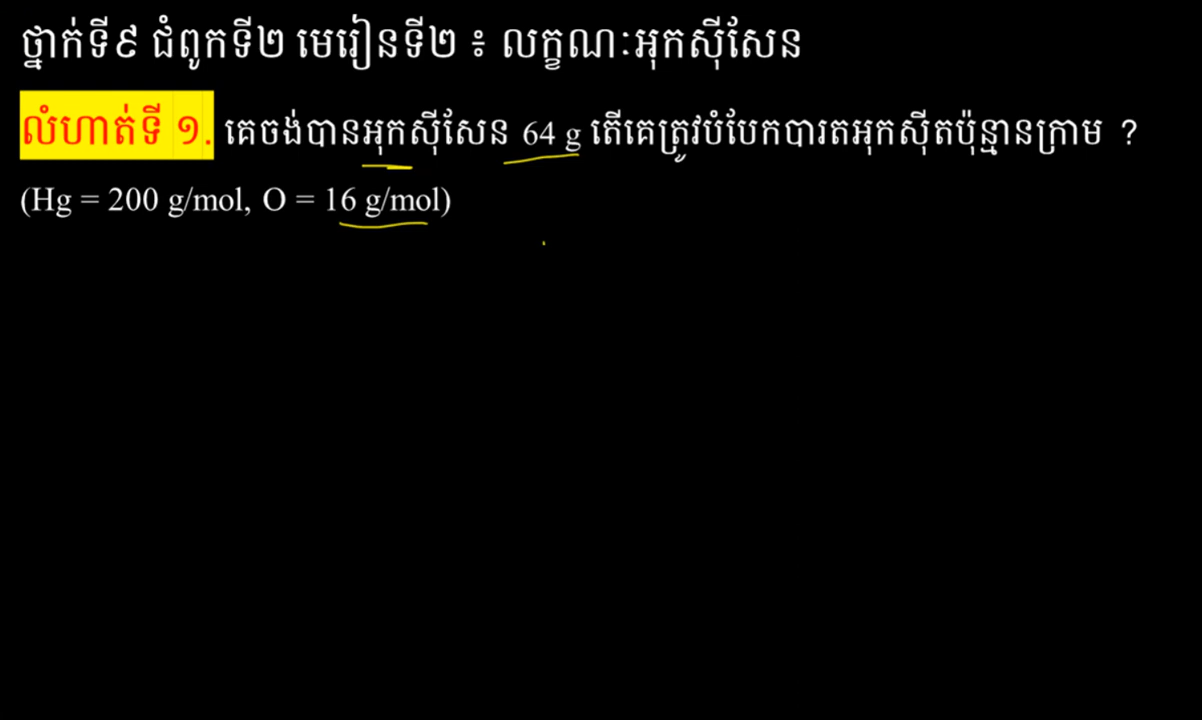 ថ្នាក់ទី៩ ជំពូកទី២ មេរៀនទី២ ៖ លក្ខណៈអុកស៊ីសែន
លំហាត់ទី ១. គេចង់បានអុកស៊ីសែន 64 g តើគេត្រូវបំបែកបារតអុកស៊ីតប៉ុន្មានក្រាម ?
(Hg = 200 g/mol, O = 16 g/mol)